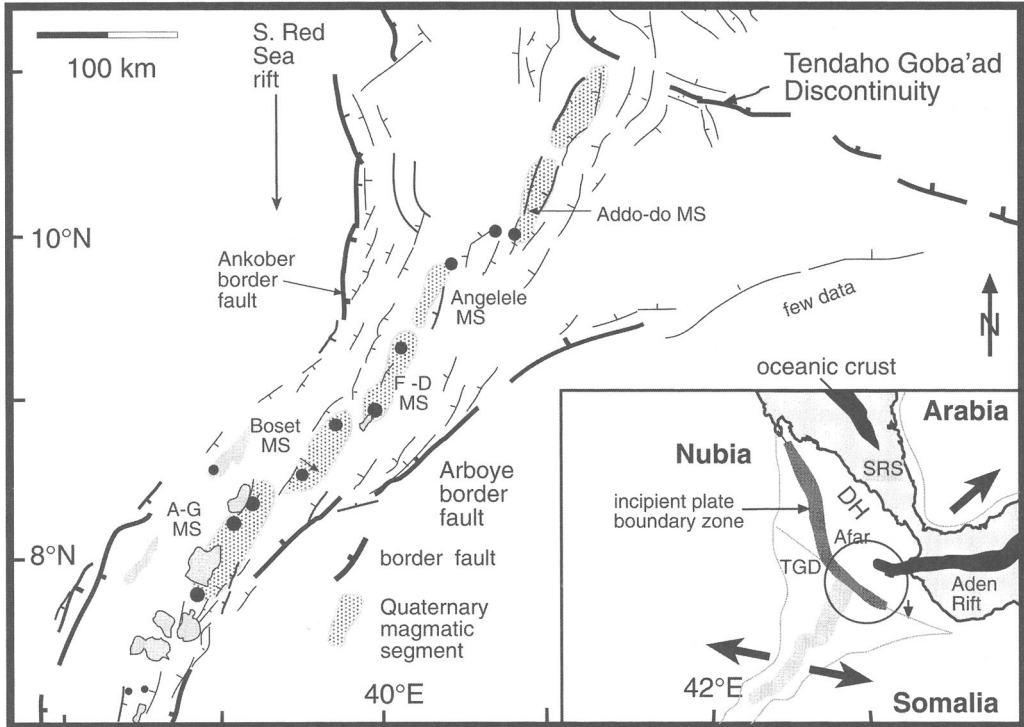 100 km
S. Red
Sea
rift
Tendaho Goba'ad
Discontinuity
10°N
Addo-do MS
Ankober
border
fault
Angelele
MS
few data
N
F -D
MS
Boset
MS
Arboye
border
fault
A-G
MS
8°N
border fault
Quaternary
magmatic
segment
40°E
oceanic crust
Arabia
Nubia
SRS
incipient plate
boundary zone
DH
Afar
TGD
Aden
Rift
42°E
Somalia